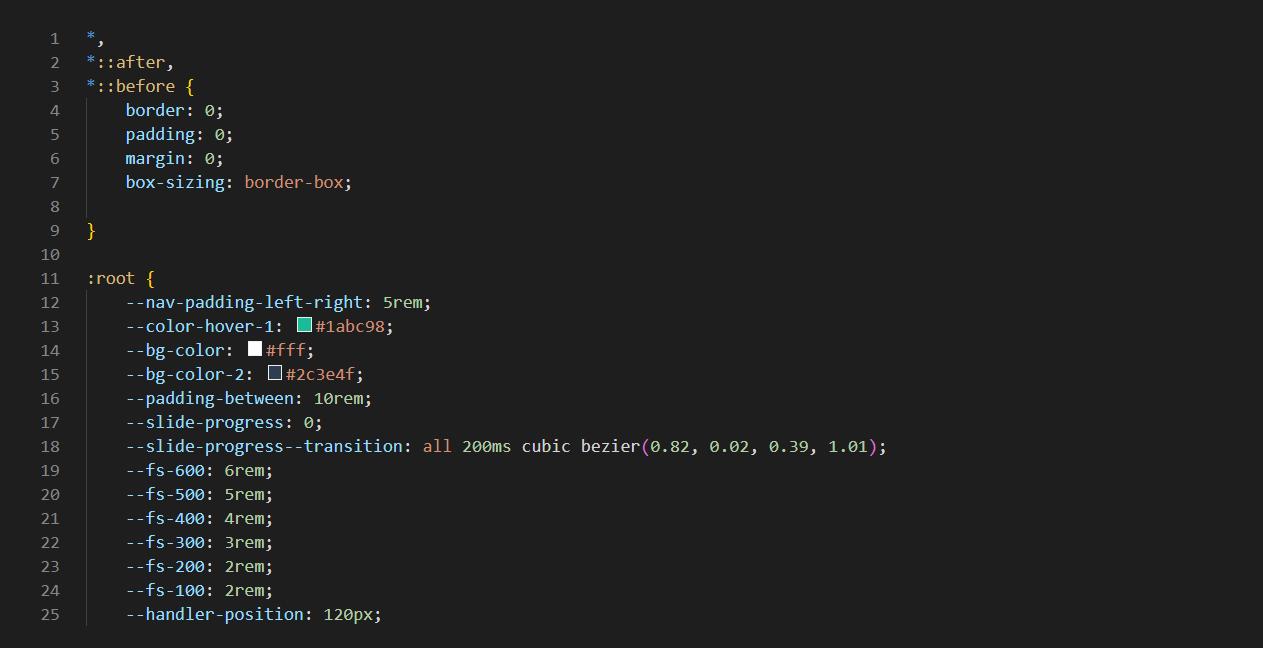 1 *,
2 *::after,
3 *::before {
4     border: 0;
5     padding: 0;
6     margin: 0;
7     box-sizing: border-box;
8
9 }
10
11 :root {
12     --nav-padding-left-right: 5rem;
13     --color-hover-1: #1abc98;
14     --bg-color: #fff;
15     --bg-color-2: #2c3e4f;
16     --padding-between: 10rem;
17     --slide-progress: 0;
18     --slide-progress--transition: all 200ms cubic bezier(0.82, 0.02, 0.39, 1.01);
19     --fs-600: 6rem;
20     --fs-500: 5rem;
21     --fs-400: 4rem;
22     --fs-300: 3rem;
23     --fs-200: 2rem;
24     --fs-100: 2rem;
25     --handler-position: 120px;